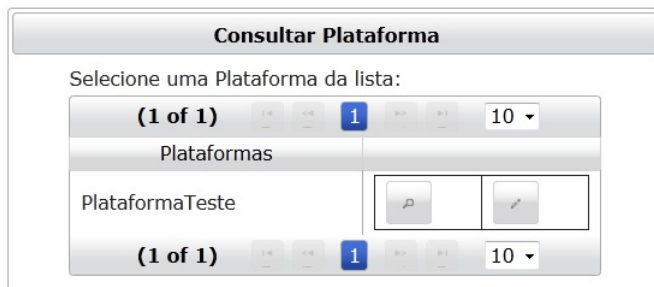 Consultar Plataforma
Selecione uma Plataforma da lista:
(1 of 1) 1 10
Plataformas
PlataformaTeste
(1 of 1) 1 10